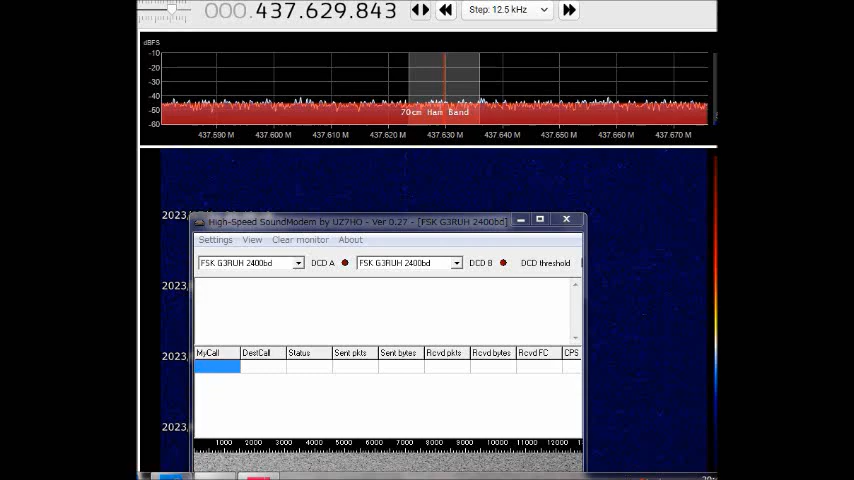 000.437.629.843 Step: 12.5 kHz
dBFS
-10
-20
-30
-40
-50
-60
70cm Ham Band
437.590 M 437.600 M 437.610 M 437.620 M 437.630 M 437.640 M 437.650 M 437.660 M 437.670 M
2023,
High-Speed SoundModem by UZ7HO - Ver 0.27 - [FSK G3RUH 2400bd]
Settings View Clear monitor About
FSK G3RUH 2400bd DCD A FSK G3RUH 2400bd DCD B DCD threshold
2023,
MyCall DestCall Status Sent pkts Sent bytes Rcvd pkts Rcvd bytes Rcvd FC CPS
2023,
2023,
1000 2000 3000 4000 5000 6000 7000 8000 9000 10000 11000 12000